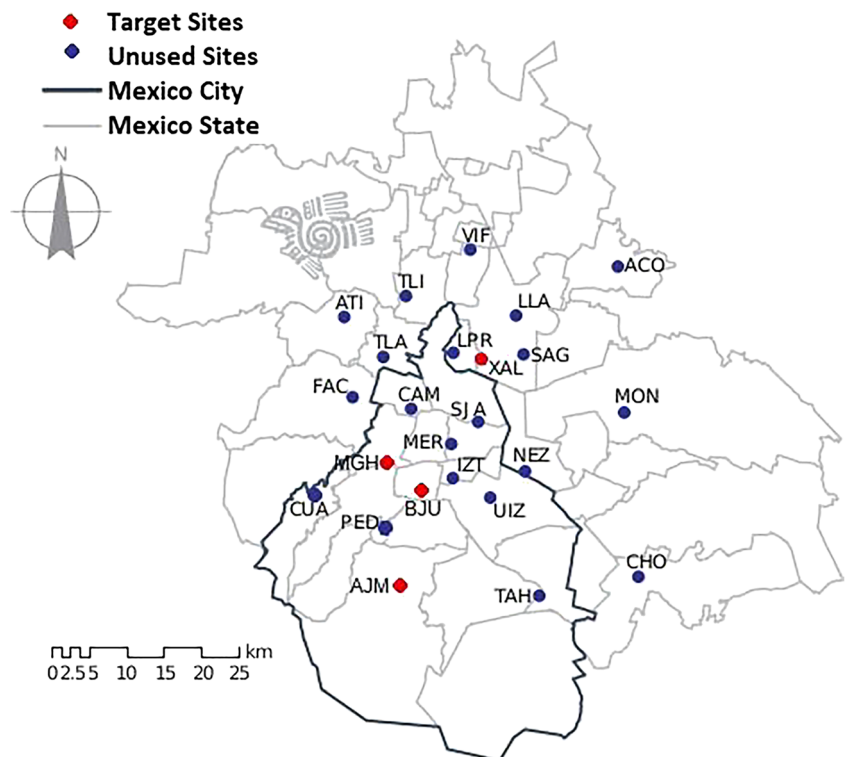 Target Sites
Unused Sites
Mexico City
Mexico State
N
VIF
ACO
TLI
ATI
LLA
TLA
LPR
SAG
XAL
FAC
CAM
MON
SJA
MER
MGH
IZT
NEZ
CUA
BJU
UIZ
PED
CHO
AJM
TAH
km
0 2.5 5 10 15 20 25